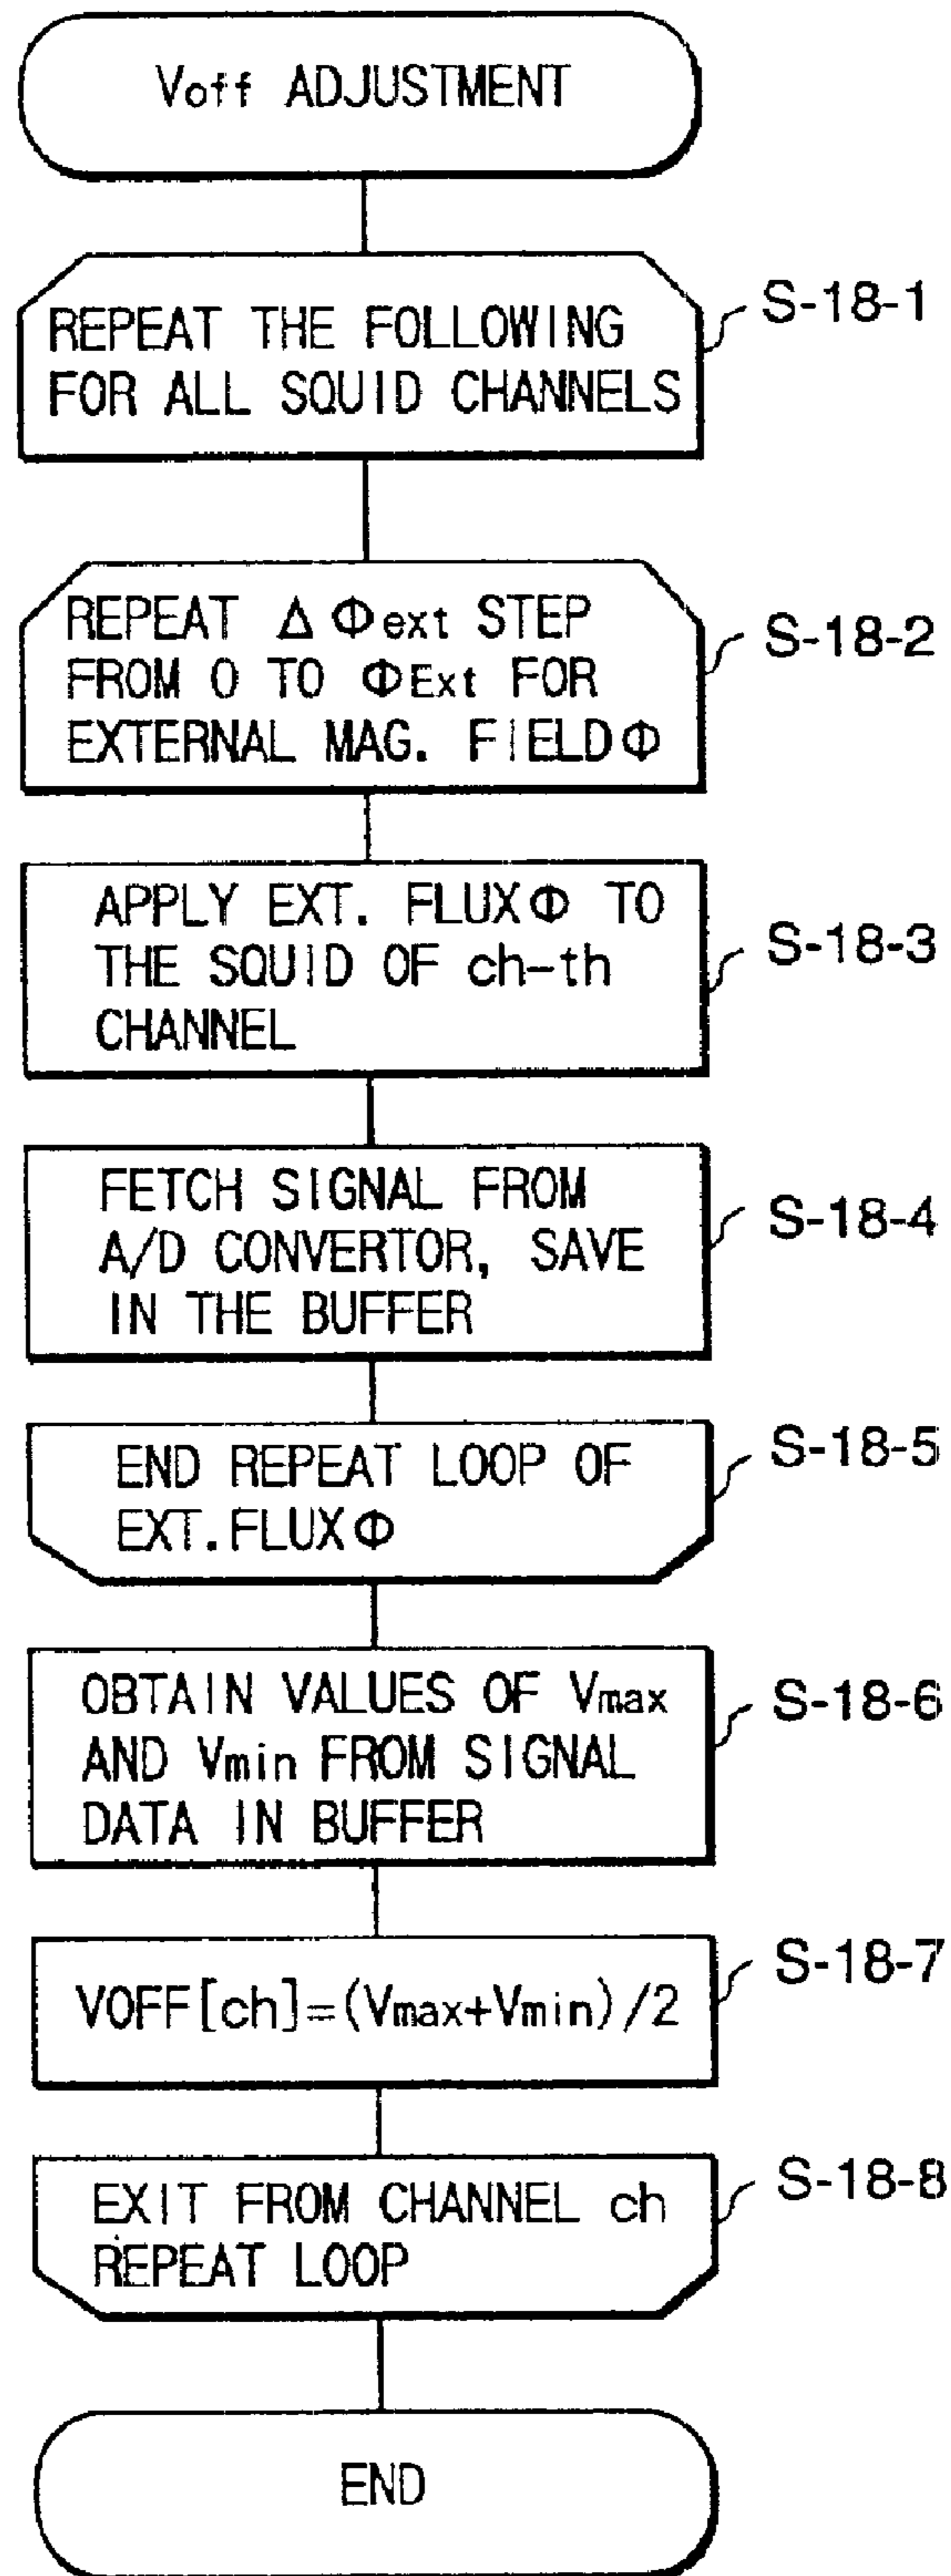 Voff ADJUSTMENT
REPEAT THE FOLLOWING
FOR ALL SQUID CHANNELS
S-18-1
REPEAT Δ Φext STEP
FROM 0 TO ΦExt FOR
EXTERNAL MAG. FIELDΦ
S-18-2
APPLY EXT. FLUXΦ TO
THE SQUID OF ch-th
CHANNEL
S-18-3
FETCH SIGNAL FROM
A/D CONVERTOR, SAVE
IN THE BUFFER
S-18-4
END REPEAT LOOP OF
EXT.FLUXΦ
S-18-5
OBTAIN VALUES OF Vmax
AND Vmin FROM SIGNAL
DATA IN BUFFER
S-18-6
VOFF[ch]=(Vmax+Vmin)/2
S-18-7
EXIT FROM CHANNEL ch
REPEAT LOOP
S-18-8
END